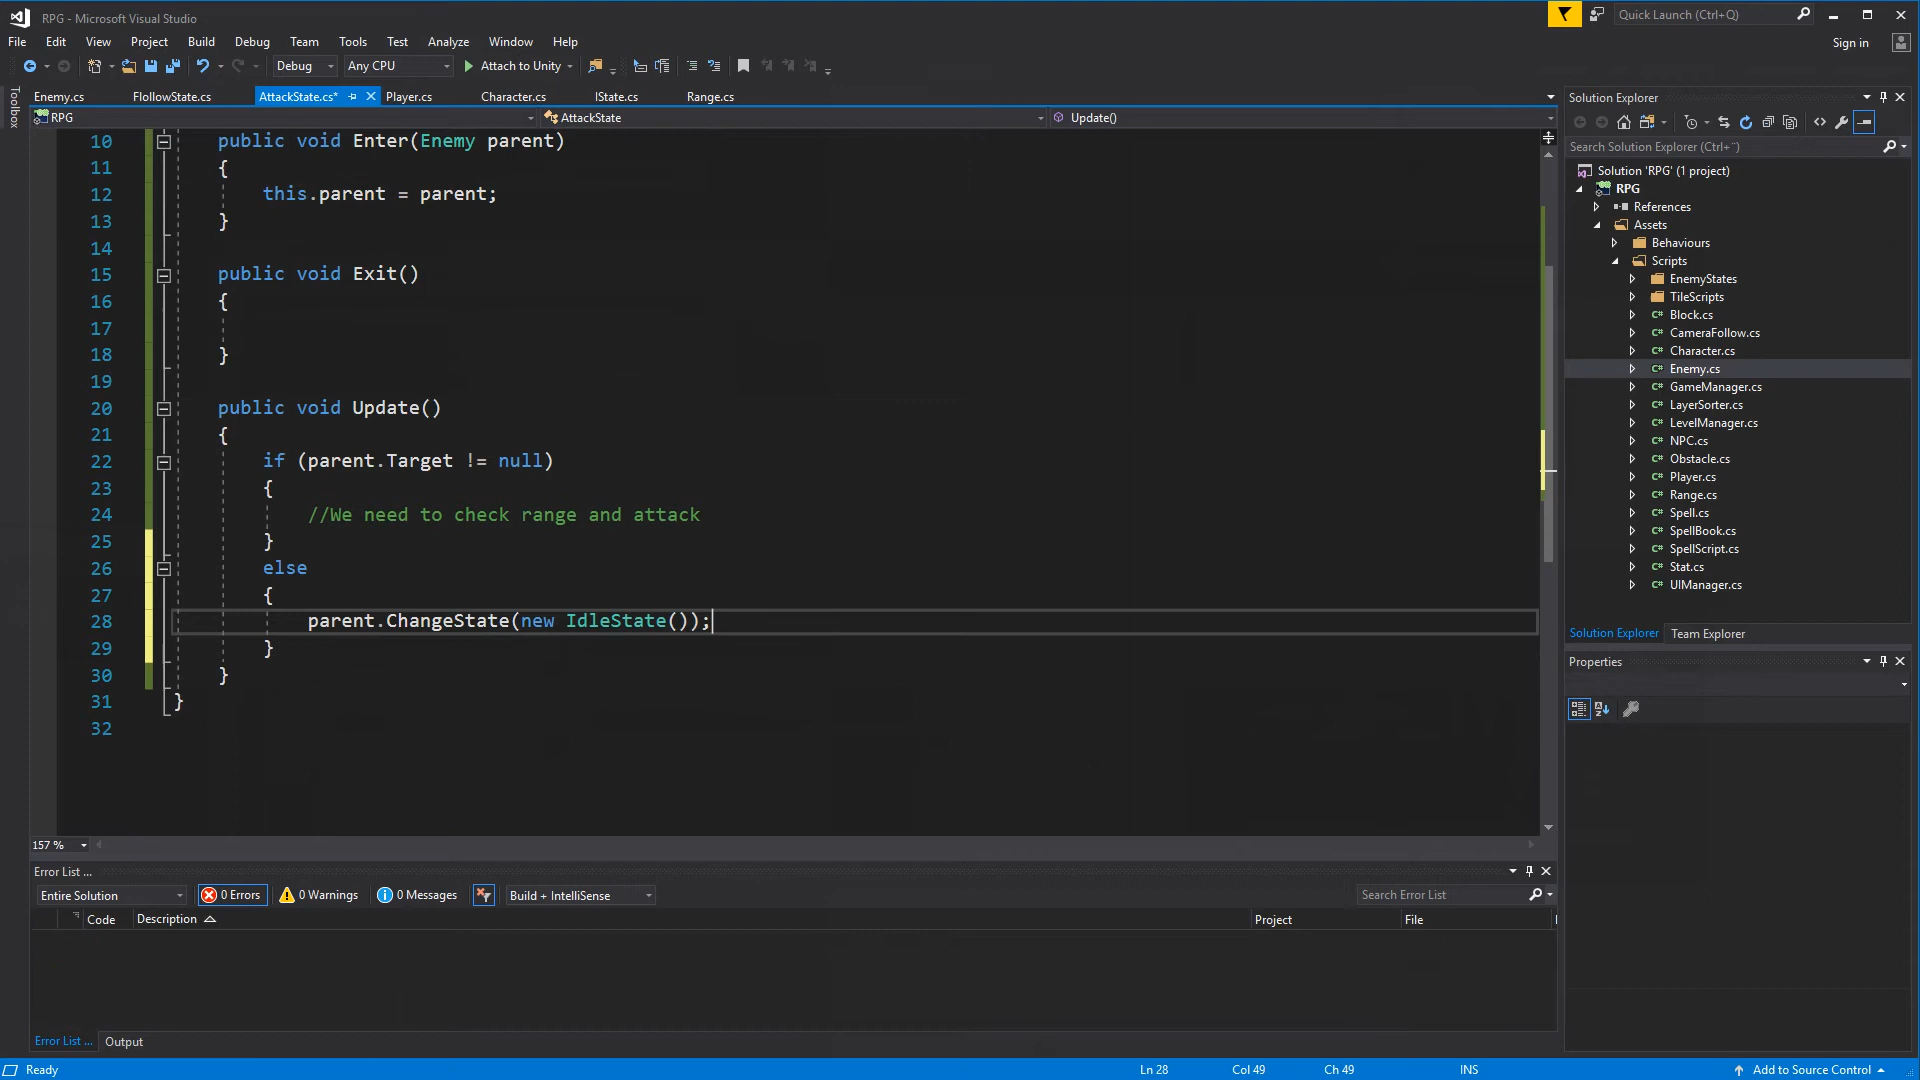 RPG - Microsoft Visual Studio
Quick Launch (Ctrl+Q)
File Edit View Project Build Debug Team Tools Test Analyze Window Help
Sign in
Debug Any CPU Attach to Unity
Toolbox
Enemy.cs FlollowState.cs AttackState.cs* Player.cs Character.cs IState.cs Range.cs
RPG AttackState Update()
10 public void Enter(Enemy parent)
11 {
12 this.parent = parent;
13 }
14
15 public void Exit()
16 {
17
18 }
19
20 public void Update()
21 {
22 if (parent.Target != null)
23 {
24 //We need to check range and attack
25 }
26 else
27 {
28 parent.ChangeState(new IdleState());
29 }
30 }
31 }
32
157 %
Error List ...
Entire Solution 0 Errors 0 Warnings 0 Messages Build + IntelliSense Search Error List
Code Description Project File
Error List ... Output
Solution Explorer
Search Solution Explorer (Ctrl+¨)
Solution 'RPG' (1 project)
RPG
References
Assets
Behaviours
Scripts
EnemyStates
TileScripts
C# Block.cs
C# CameraFollow.cs
C# Character.cs
C# Enemy.cs
C# GameManager.cs
C# LayerSorter.cs
C# LevelManager.cs
C# NPC.cs
C# Obstacle.cs
C# Player.cs
C# Range.cs
C# Spell.cs
C# SpellBook.cs
C# SpellScript.cs
C# Stat.cs
C# UIManager.cs
Solution Explorer Team Explorer
Properties
Ready Ln 28 Col 49 Ch 49 INS Add to Source Control